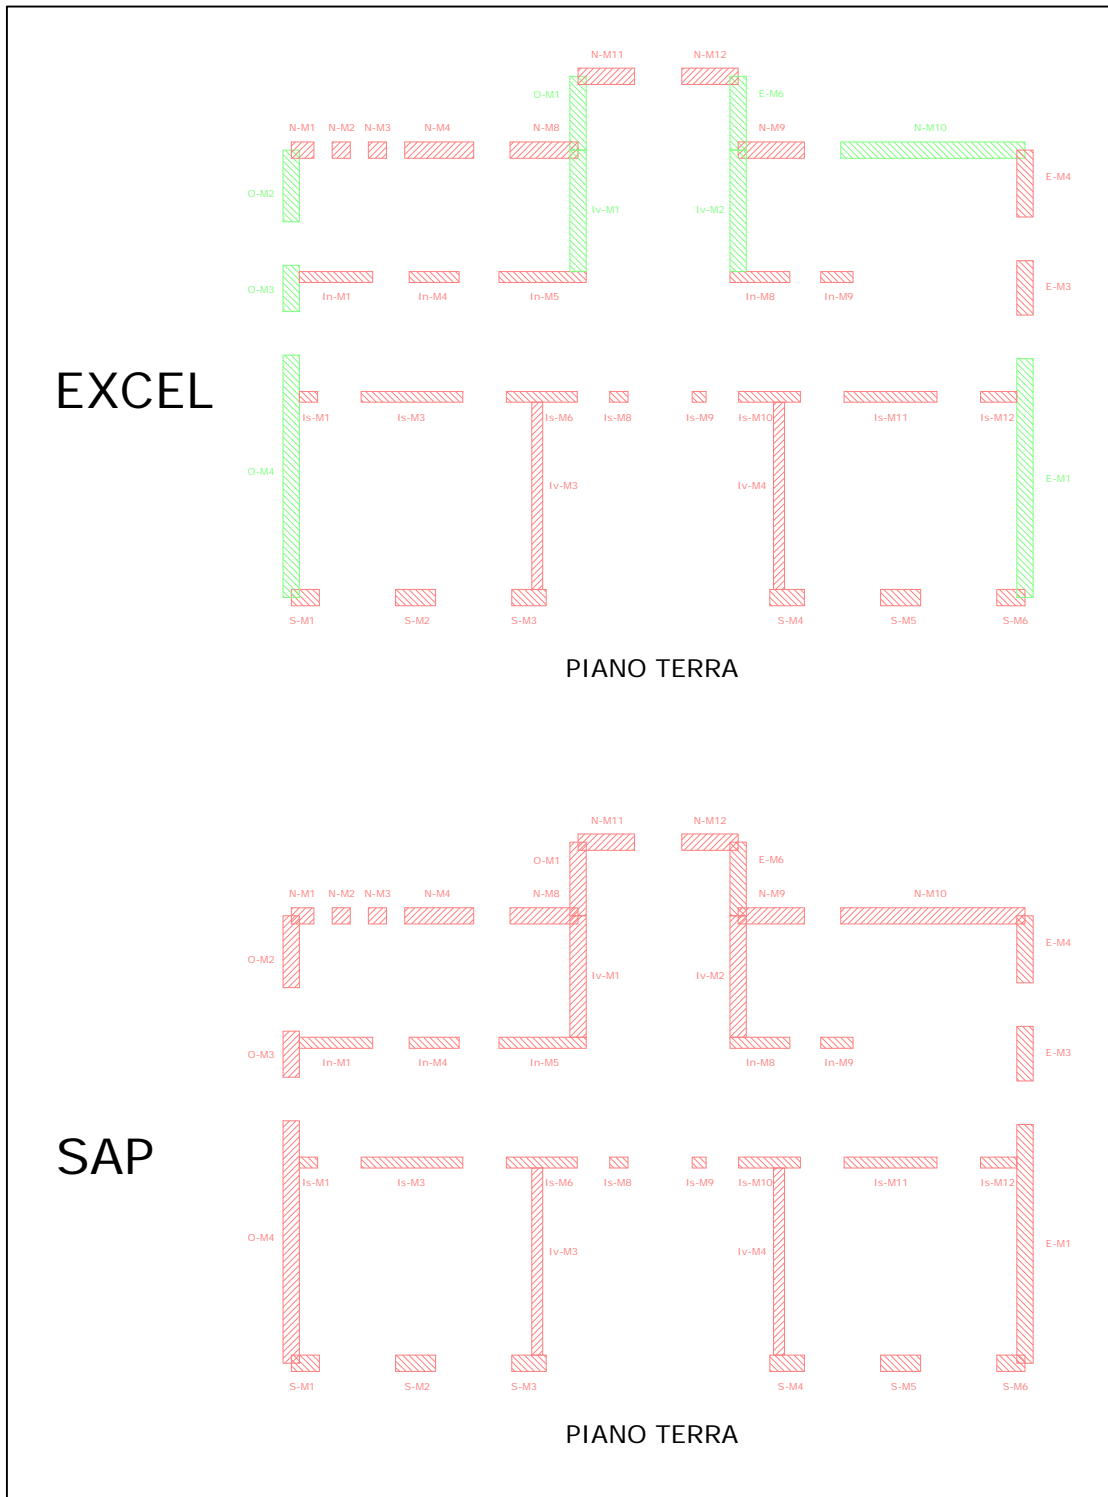 N-M11 N-M12
O-M1 E-M6
N-M1 N-M2 N-M3 N-M4 N-M8 N-M9 N-M10
O-M2 E-M4
Iv-M1 Iv-M2
O-M3 E-M3
In-M1 In-M4 In-M5 In-M8 In-M9
EXCEL
Is-M1 Is-M3 Is-M6 Is-M8 Is-M9 Is-M10 Is-M11 Is-M12
O-M4 E-M1
Iv-M3 Iv-M4
S-M1 S-M2 S-M3 S-M4 S-M5 S-M6
PIANO TERRA
N-M11 N-M12
O-M1 E-M6
N-M1 N-M2 N-M3 N-M4 N-M8 N-M9 N-M10
O-M2 E-M4
Iv-M1 Iv-M2
O-M3 E-M3
In-M1 In-M4 In-M5 In-M8 In-M9
SAP
Is-M1 Is-M3 Is-M6 Is-M8 Is-M9 Is-M10 Is-M11 Is-M12
O-M4 E-M1
Iv-M3 Iv-M4
S-M1 S-M2 S-M3 S-M4 S-M5 S-M6
PIANO TERRA